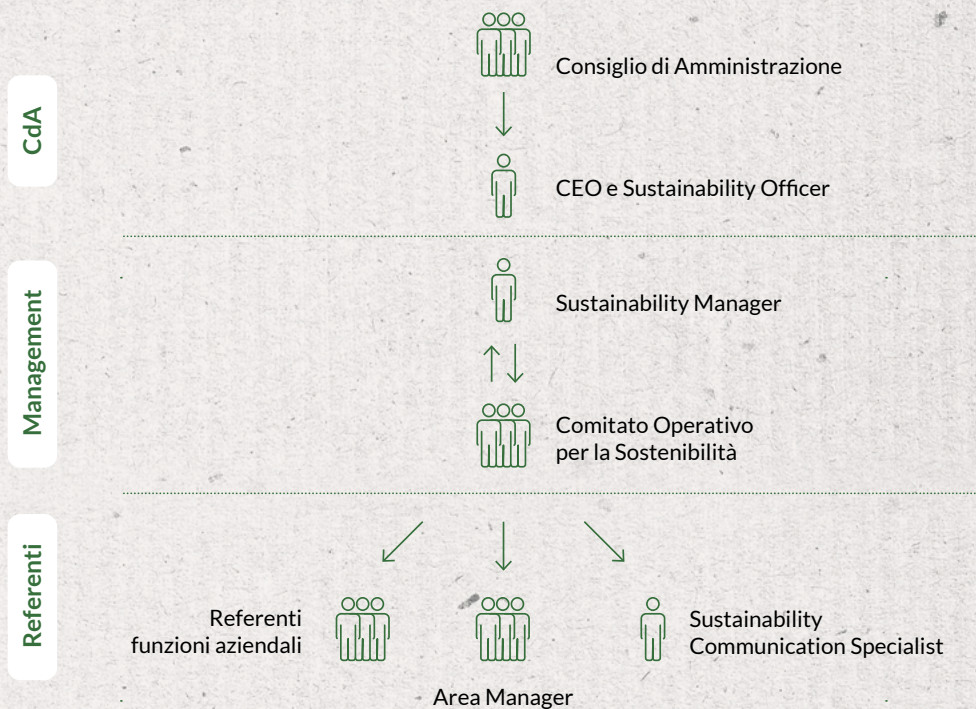 CdA
Consiglio di Amministrazione
CEO e Sustainability Officer
Management
Sustainability Manager
Comitato Operativo
per la Sostenibilità
Referenti
Referenti
funzioni aziendali
Area Manager
Sustainability
Communication Specialist